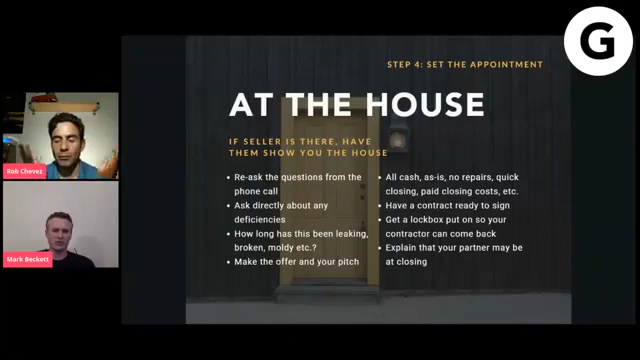 G
STEP 4: SET THE APPOINTMENT
AT THE HOUSE
IF SELLER IS THERE, HAVE
THEM SHOW YOU THE HOUSE
• Re-ask the questions from the
phone call
• Ask directly about any
deficiencies
• How long has this been leaking,
broken, moldy etc.?
• Make the offer and your pitch
• All cash, as-is, no repairs, quick
closing, paid closing costs, etc.
• Have a contract ready to sign
• Get a lockbox put on so your
contractor can come back
• Explain that your partner may be
at closing
Rob Chevez
Mark Beckett